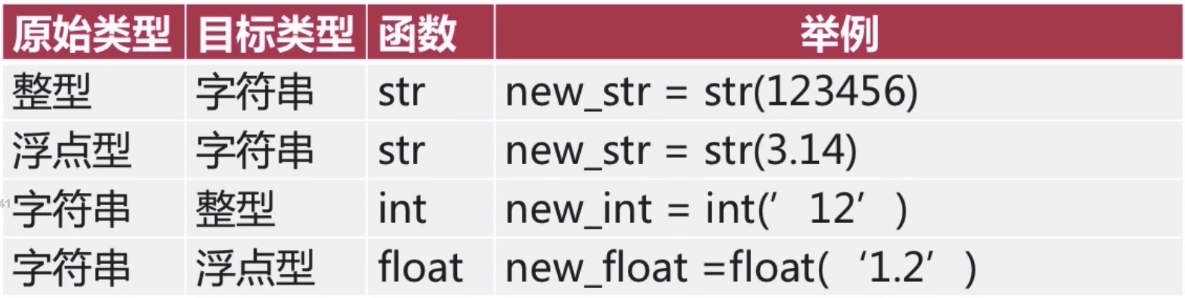 原始类型 目标类型 函数 举例
整型 字符串 str new_str = str(123456)
浮点型 字符串 str new_str = str(3.14)
41 字符串 整型 int new_int = int(’12’)
字符串 浮点型 float new_float =float(‘1.2’)